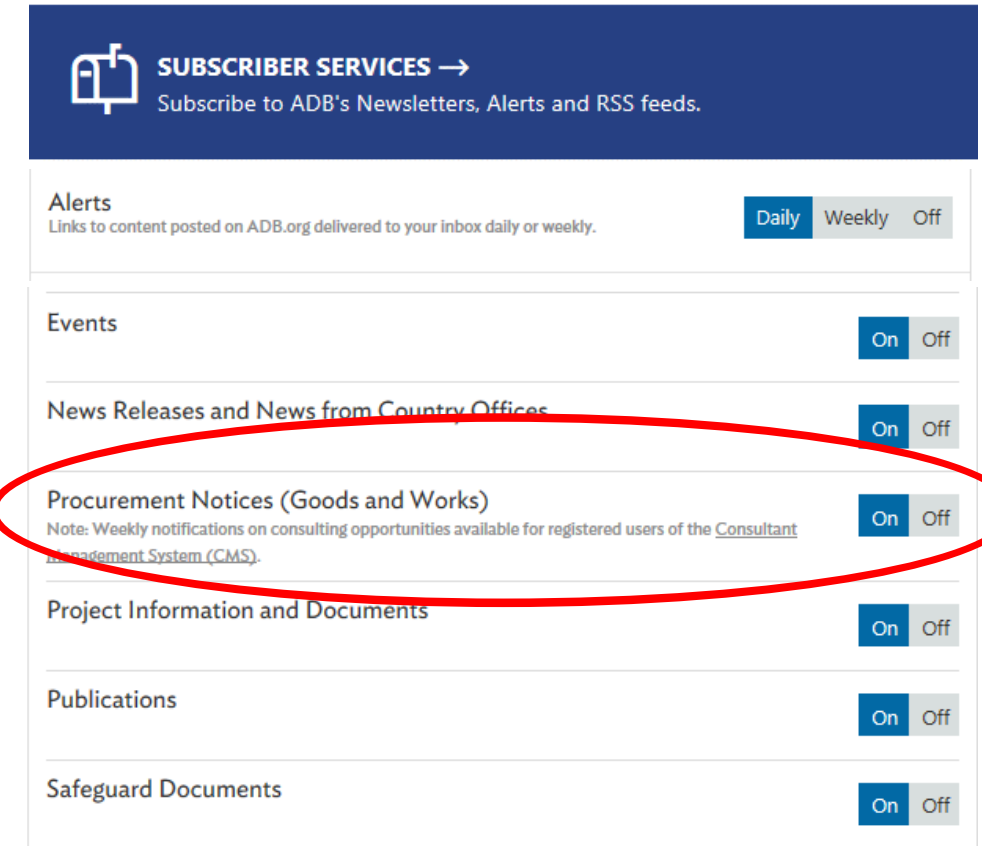 SUBSCRIBER SERVICES →
Subscribe to ADB's Newsletters, Alerts and RSS feeds.
Alerts
Links to content posted on ADB.org delivered to your inbox daily or weekly.
Daily Weekly Off
Events
On Off
News Releases and News from Country Offices
On Off
Procurement Notices (Goods and Works)
Note: Weekly notifications on consulting opportunities available for registered users of the Consultant
Management System (CMS).
On Off
Project Information and Documents
On Off
Publications
On Off
Safeguard Documents
On Off